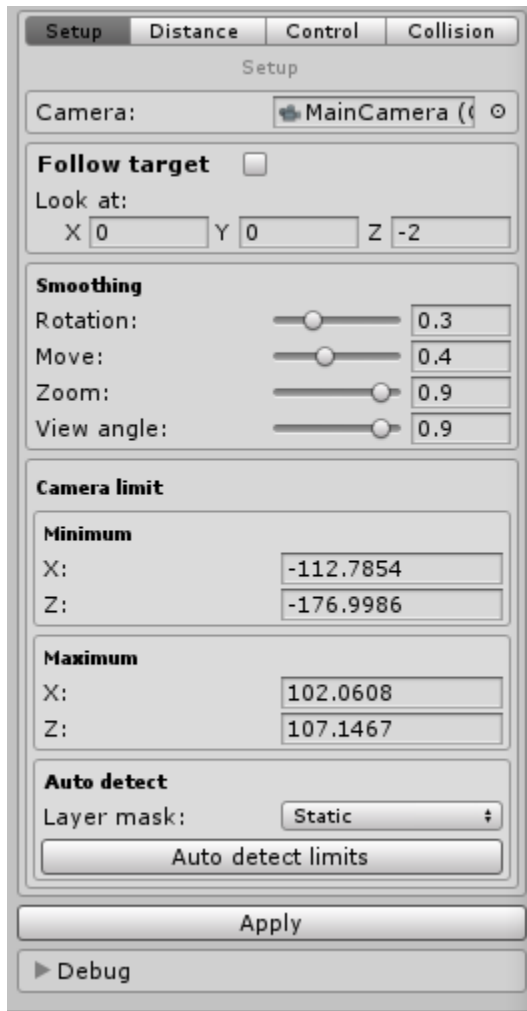 Setup Distance Control Collision
Setup
Camera: MainCamera (
Follow target
Look at:
X 0 Y 0 Z -2
Smoothing
Rotation: 0.3
Move: 0.4
Zoom: 0.9
View angle: 0.9
Camera limit
Minimum
X: -112.7854
Z: -176.9986
Maximum
X: 102.0608
Z: 107.1467
Auto detect
Layer mask: Static
Auto detect limits
Apply
Debug